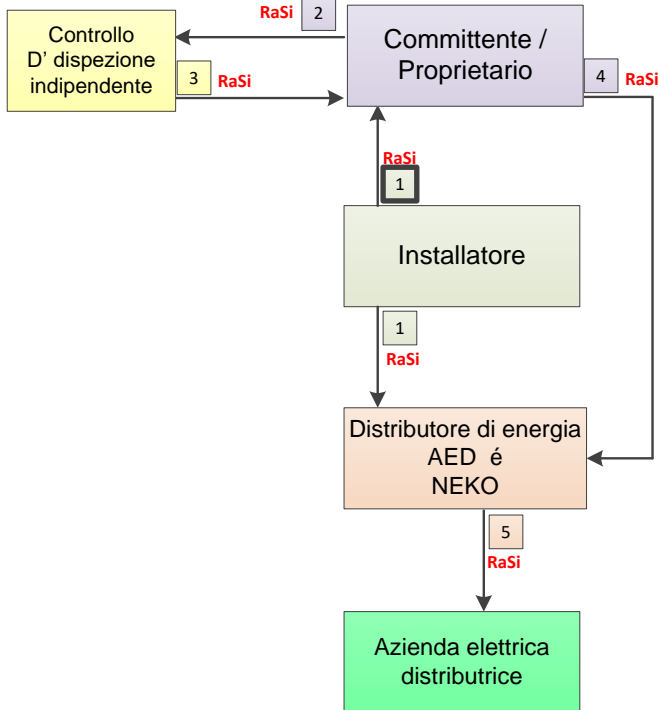 RaSi 2
Controllo
D' dispezione
indipendente
Committente /
Proprietario
3 RaSi
4 RaSi
RaSi
1
Installatore
1
RaSi
Distributore di energia
AED é
NEKO
5
RaSi
Azienda elettrica
distributrice